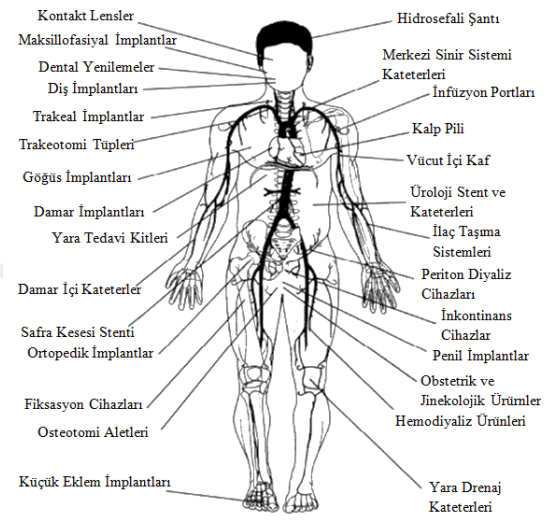 Kontakt Lensler
Maksillofasiyal İmplantlar
Dental Yenilemeler
Diş İmplantları
Trakeal İmplantlar
Trakeotomi Tüpleri
Göğüs İmplantları
Damar İmplantları
Yara Tedavi Kitleri
Damar İçi Kateterler
Safra Kesesi Stenti
Ortopedik İmplantlar
Fiksasyon Cihazları
Osteotomi Aletleri
Küçük Eklem İmplantları
Hidrosefali Şantı
Merkezi Sinir Sistemi
Kateterleri
İnfüzyon Portları
Kalp Pili
Vücut İçi Kaf
Üroloji Stent ve
Kateterleri
İlaç Taşıma
Sistemleri
Periton Diyaliz
Cihazları
İnkontinans
Cihazlar
Penil İmplantlar
Obstetrik ve
Jinekolojik Ürürnler
Hemodiyaliz Ürünleri
Yara Drenaj
Kateterleri